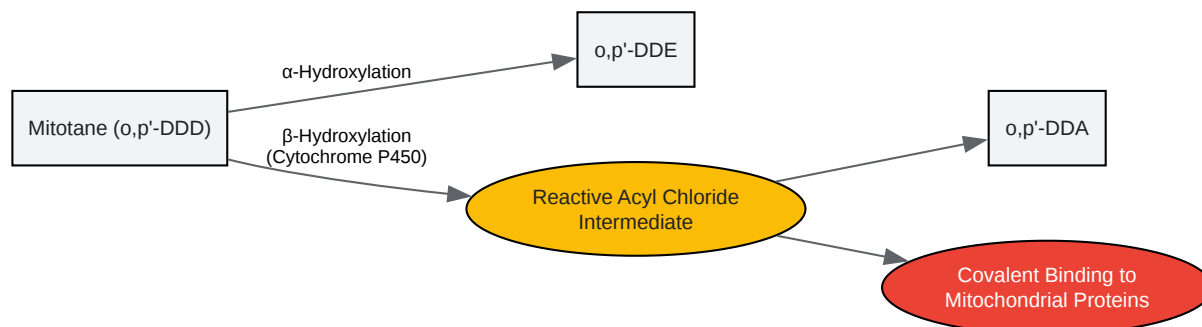 o,p'-DDE
α-Hydroxylation
Mitotane (o,p'-DDD)
β-Hydroxylation
(Cytochrome P450)
o,p'-DDA
Reactive Acyl Chloride
Intermediate
Covalent Binding to
Mitochondrial Proteins